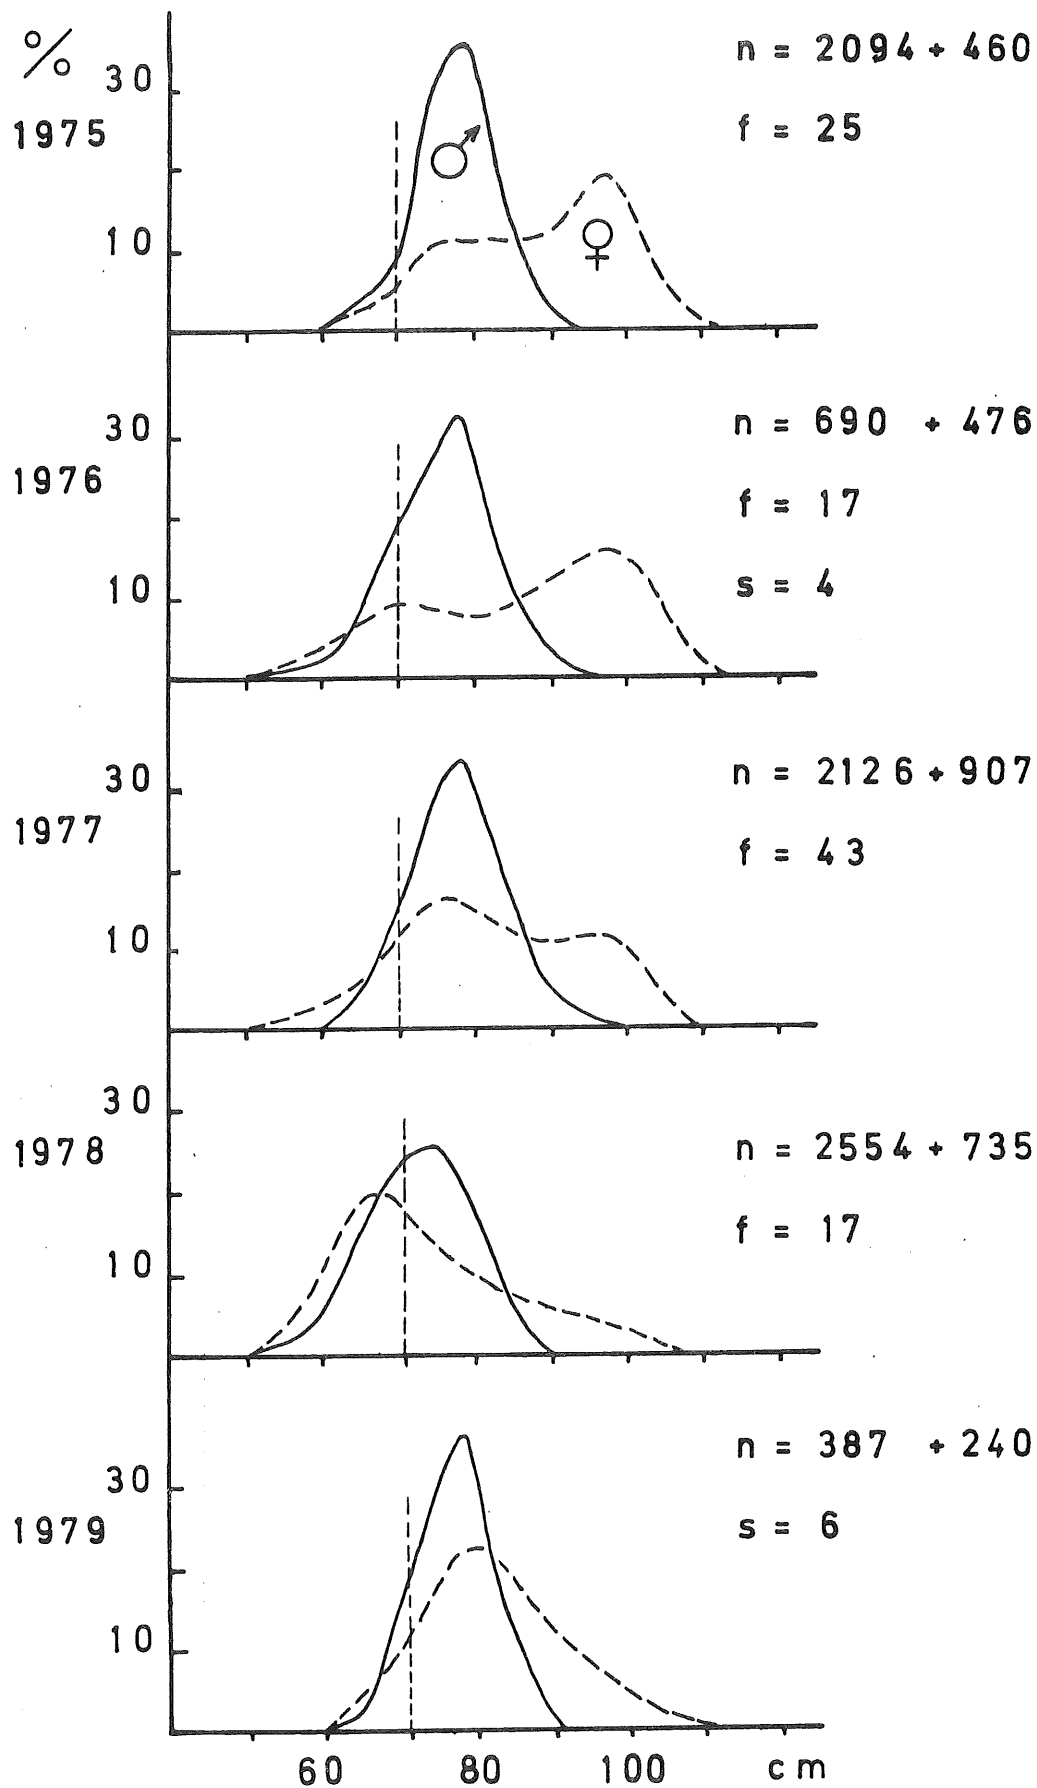 %
30
n = 2094 + 460
1975
♂
f = 25
10
♀
30
n = 690 + 476
1976
f = 17
10
s = 4
30
n = 2126 + 907
1977
f = 43
10
30
1978
n = 2554 + 735
f = 17
10
n = 387 + 240
30
1979
s = 6
10
60 80 100 cm